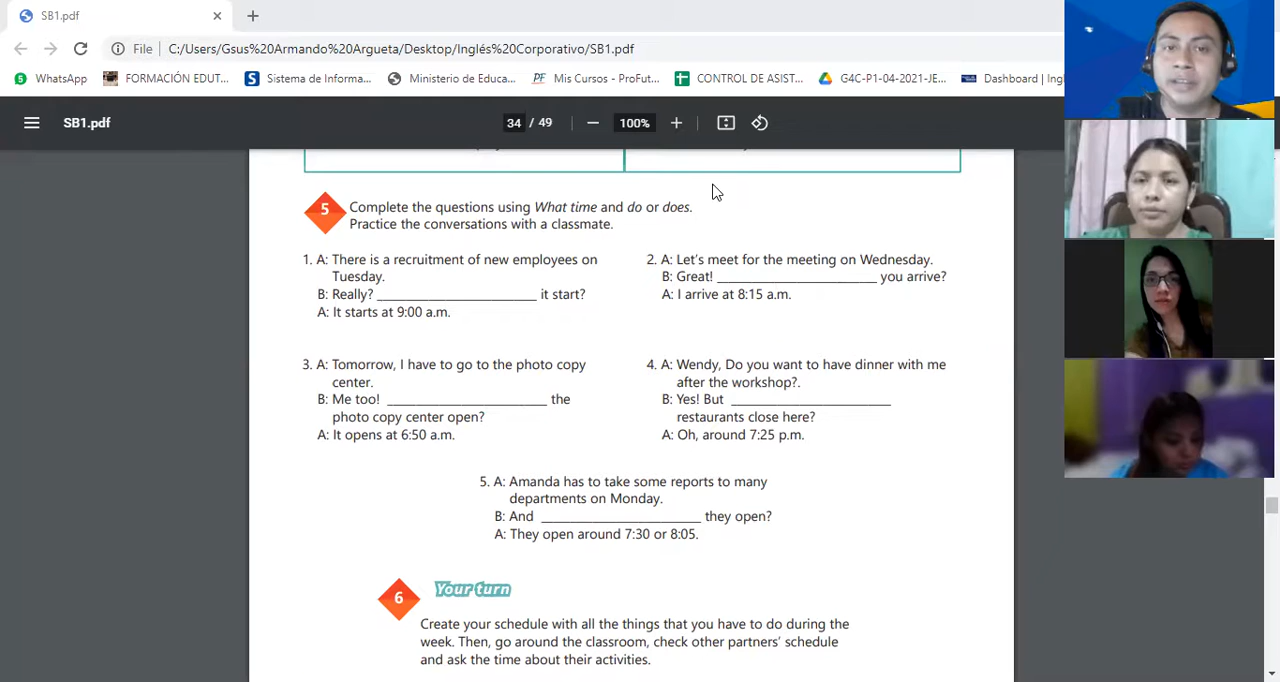 SB1.pdf
File C:/Users/Gsus%20Armando%20Argueta/Desktop/Inglés%20Corporativo/SB1.pdf
WhatsApp FORMACIÓN EDUT... Sistema de Informa... Ministerio de Educa... Mis Cursos - ProFut... CONTROL DE ASIST... G4C-P1-04-2021-JE... Dashboard | Ingl
SB1.pdf 34 / 49 100%
5 Complete the questions using What time and do or does.
Practice the conversations with a classmate.
1. A: There is a recruitment of new employees on
Tuesday.
B: Really? ____________________ it start?
A: It starts at 9:00 a.m.
2. A: Let's meet for the meeting on Wednesday.
B: Great! ____________________ you arrive?
A: I arrive at 8:15 a.m.
3. A: Tomorrow, I have to go to the photo copy
center.
B: Me too! ____________________ the
photo copy center open?
A: It opens at 6:50 a.m.
4. A: Wendy, Do you want to have dinner with me
after the workshop?.
B: Yes! But ____________________
restaurants close here?
A: Oh, around 7:25 p.m.
5. A: Amanda has to take some reports to many
departments on Monday.
B: And ____________________ they open?
A: They open around 7:30 or 8:05.
6 Your turn
Create your schedule with all the things that you have to do during the
week. Then, go around the classroom, check other partners' schedule
and ask the time about their activities.